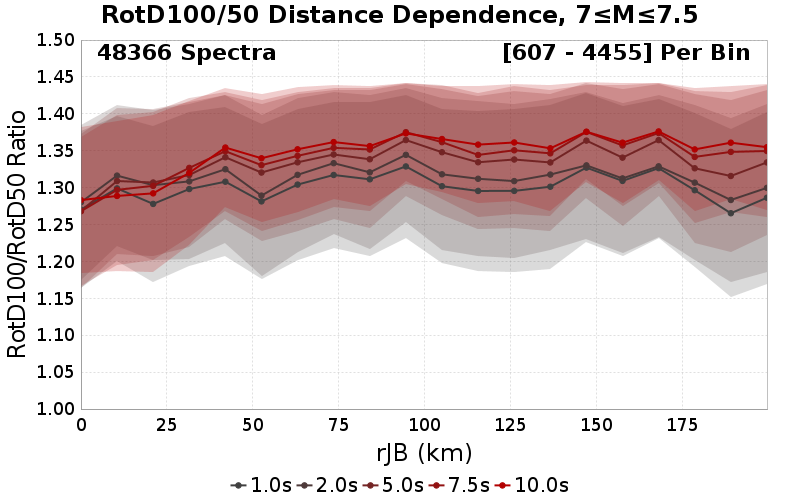 RotD100/50 Distance Dependence, 7≤M≤7.5
48366 Spectra
[607 - 4455] Per Bin
RotD100/RotD50 Ratio
1.50
1.45
1.40
1.35
1.30
1.25
1.20
1.15
1.10
1.05
1.00
0 25 50 75 100 125 150 175
rJB (km)
1.0s 2.0s 5.0s 7.5s 10.0s